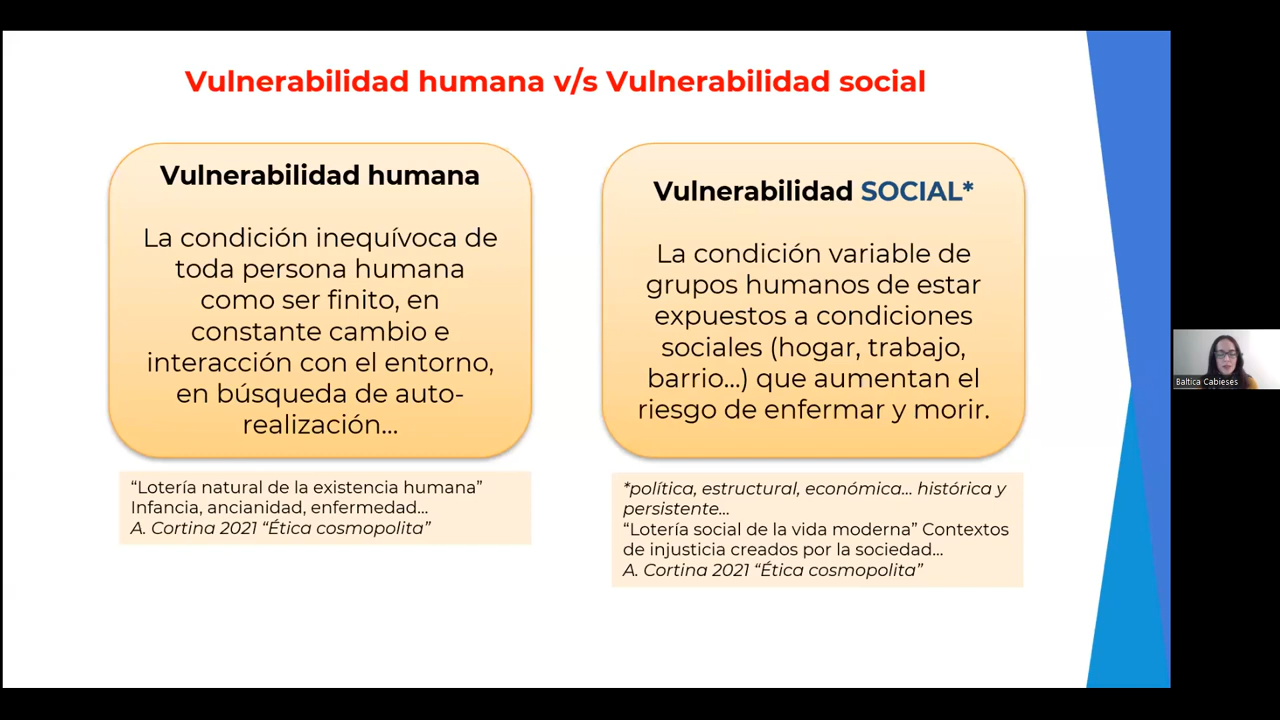 Vulnerabilidad humana v/s Vulnerabilidad social
Vulnerabilidad humana
La condición inequívoca de
toda persona humana
como ser finito, en
constante cambio e
interacción con el entorno,
en búsqueda de auto-
realización...
“Lotería natural de la existencia humana”
Infancia, ancianidad, enfermedad...
A. Cortina 2021 “Ética cosmopolita”
Vulnerabilidad SOCIAL*
La condición variable de
grupos humanos de estar
expuestos a condiciones
sociales (hogar, trabajo,
barrio...) que aumentan el
riesgo de enfermar y morir.
*política, estructural, económica... histórica y
persistente...
“Lotería social de la vida moderna” Contextos
de injusticia creados por la sociedad...
A. Cortina 2021 “Ética cosmopolita”
Baltica Cabieses